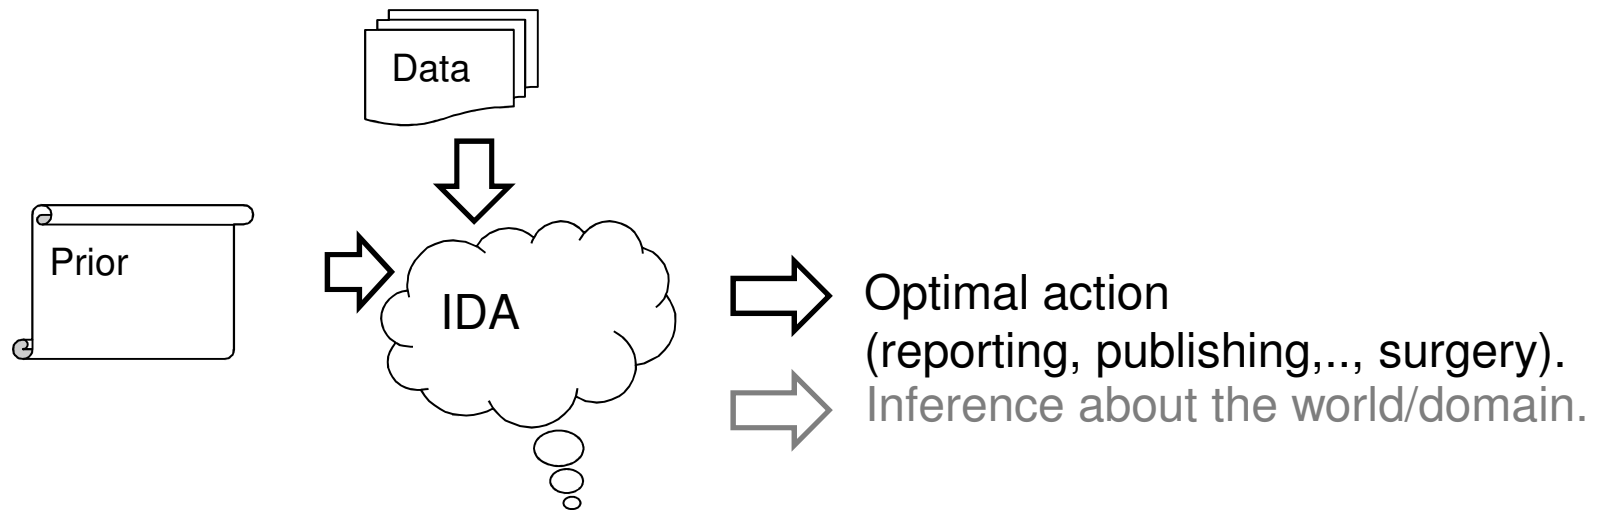 Data
Prior
IDA
Optimal action
(reporting, publishing,.., surgery).
Inference about the world/domain.